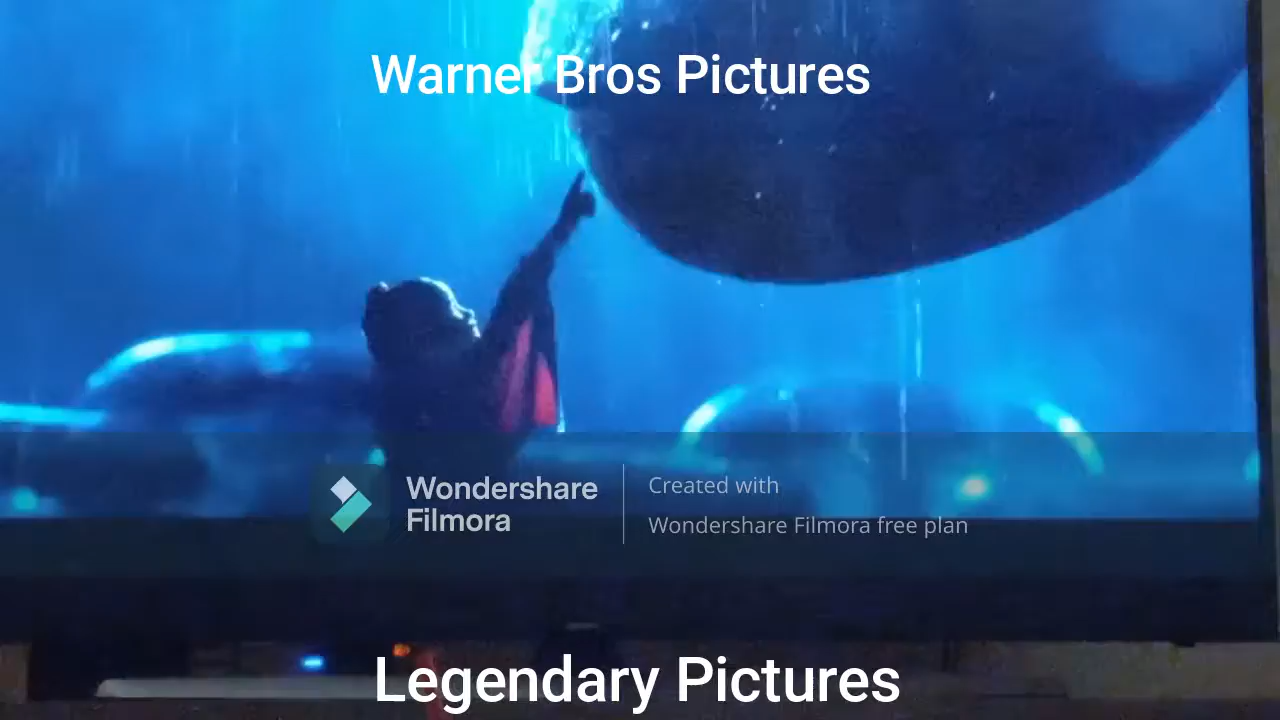 Warner Bros Pictures
Wondershare
Filmora
Created with
Wondershare Filmora free plan
Legendary Pictures